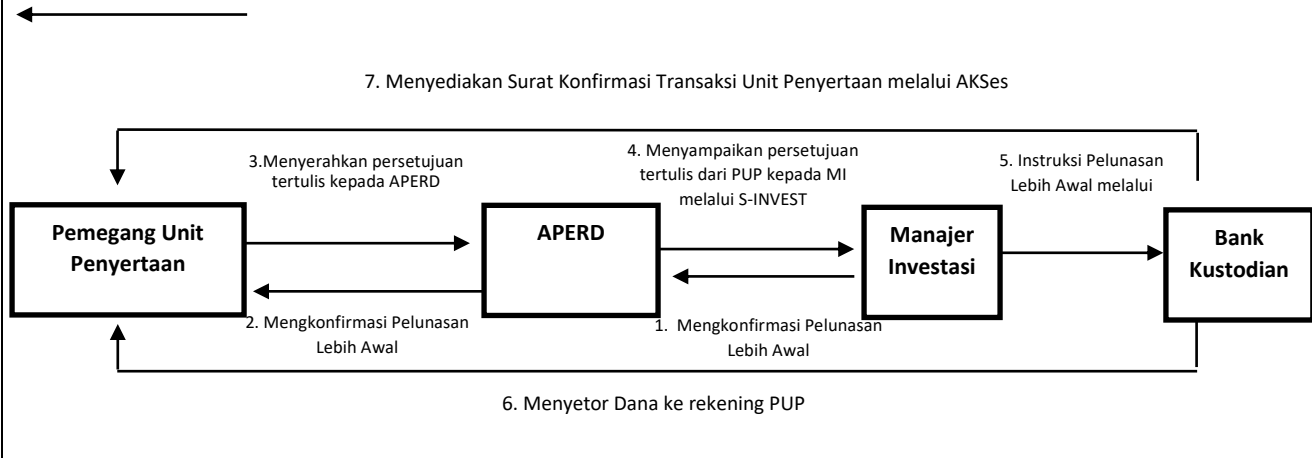 7. Menyediakan Surat Konfirmasi Transaksi Unit Penyertaan melalui AKSes
3.Menyerahkan persetujuan
tertulis kepada APERD
4. Menyampaikan persetujuan
tertulis dari PUP kepada MI
melalui S-INVEST
5. Instruksi Pelunasan
Lebih Awal melalui
Pemegang Unit
Penyertaan
APERD
Manajer
Investasi
Bank
Kustodian
2. Mengkonfirmasi Pelunasan
Lebih Awal
1. Mengkonfirmasi Pelunasan
Lebih Awal
6. Menyetor Dana ke rekening PUP